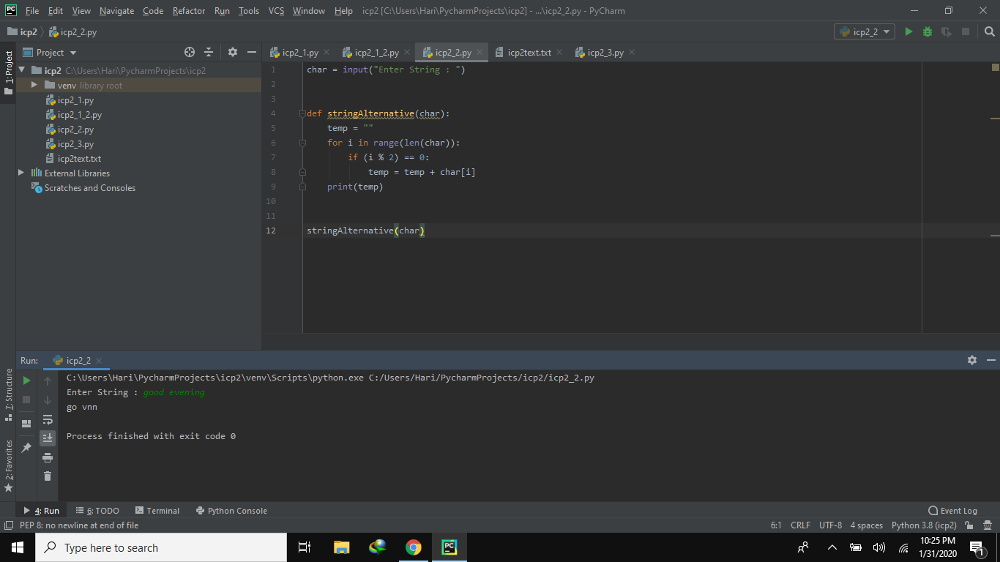 File Edit View Navigate Code Refactor Run Tools VCS Window Help icp2 [C:\Users\Hari\PycharmProjects\icp2] - ...\icp2_2.py - PyCharm
icp2 icp2_2.py icp2_2
1: Project
Project
icp2_1.py icp2_1_2.py icp2_2.py icp2text.txt icp2_3.py
icp2 C:\Users\Hari\PycharmProjects\icp2
venv library root
icp2_1.py
icp2_1_2.py
icp2_2.py
icp2_3.py
icp2text.txt
External Libraries
Scratches and Consoles
1 char = input("Enter String : ")
2
3
4 def stringAlternative(char):
5     temp = ""
6     for i in range(len(char)):
7         if (i % 2) == 0:
8             temp = temp + char[i]
9     print(temp)
10
11
12 stringAlternative(char)
Run: icp2_2
7: Structure
2: Favorites
C:\Users\Hari\PycharmProjects\icp2\venv\Scripts\python.exe C:/Users/Hari/PycharmProjects/icp2/icp2_2.py
Enter String : good evening
go vnn
Process finished with exit code 0
4: Run 6: TODO Terminal Python Console Event Log
PEP 8: no newline at end of file 6:1 CRLF UTF-8 4 spaces Python 3.8 (icp2)
Type here to search
10:25 PM
1/31/2020
1